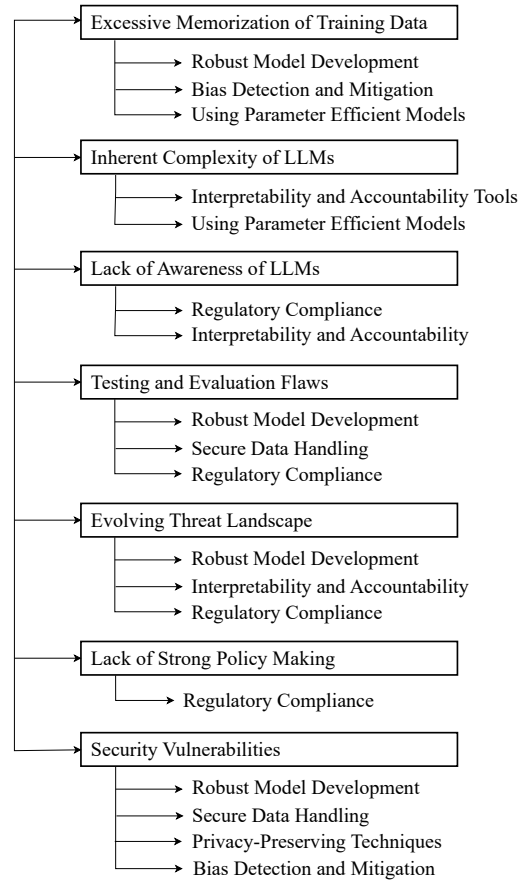 Excessive Memorization of Training Data
Robust Model Development
Bias Detection and Mitigation
Using Parameter Efficient Models
Inherent Complexity of LLMs
Interpretability and Accountability Tools
Using Parameter Efficient Models
Lack of Awareness of LLMs
Regulatory Compliance
Interpretability and Accountability
Testing and Evaluation Flaws
Robust Model Development
Secure Data Handling
Regulatory Compliance
Evolving Threat Landscape
Robust Model Development
Interpretability and Accountability
Regulatory Compliance
Lack of Strong Policy Making
Regulatory Compliance
Security Vulnerabilities
Robust Model Development
Secure Data Handling
Privacy-Preserving Techniques
Bias Detection and Mitigation